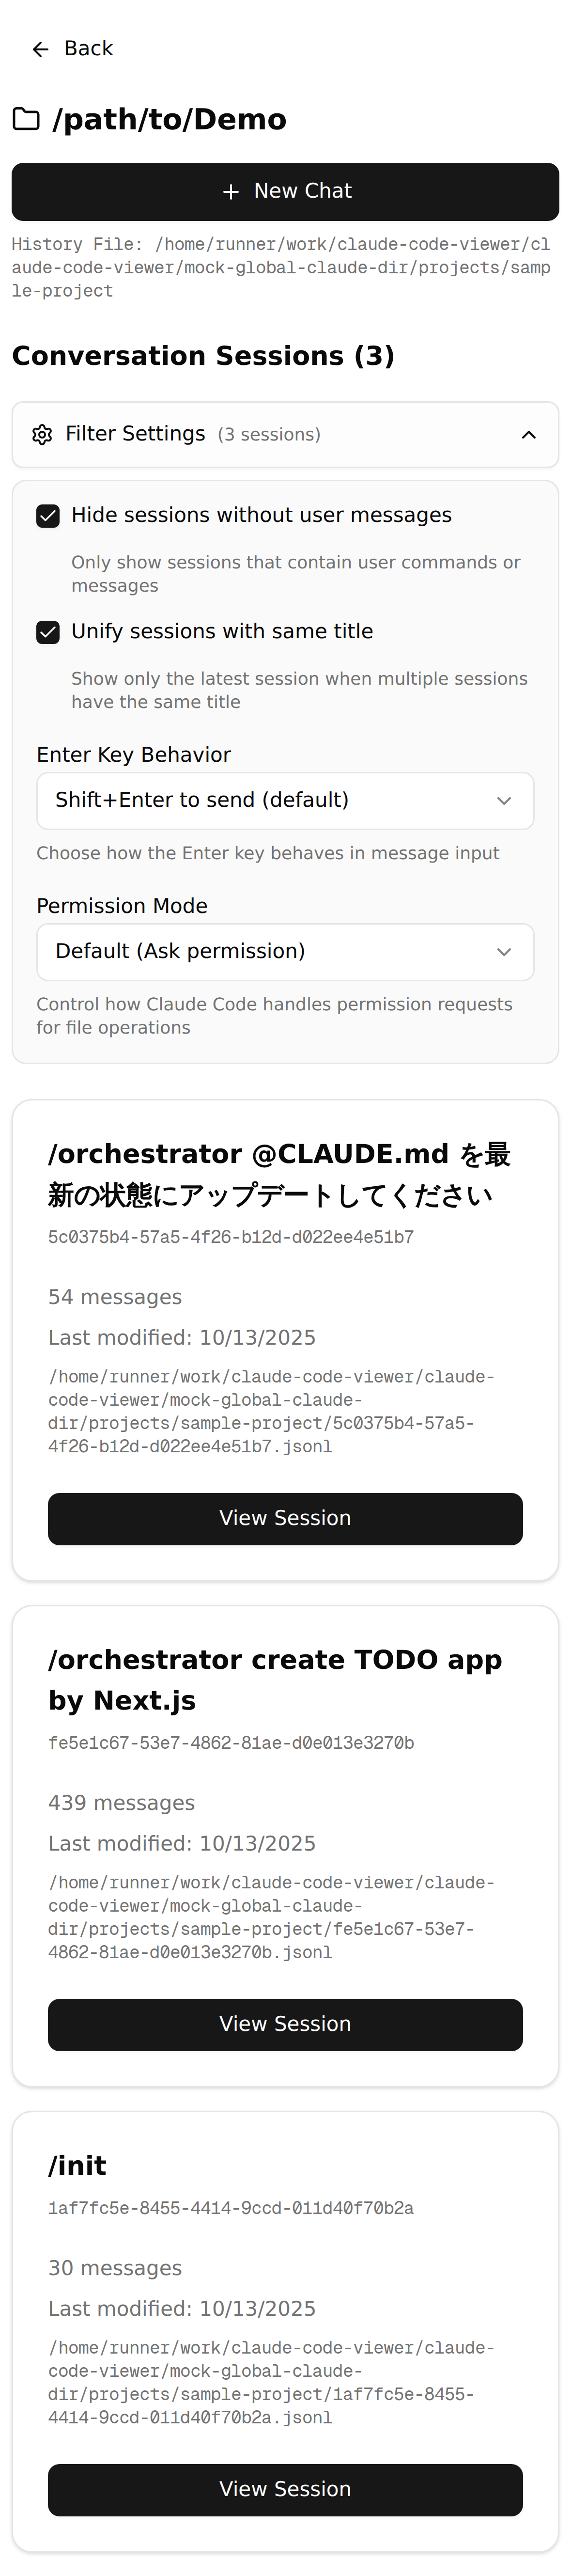 Back
/path/to/Demo
New Chat
History File: /home/runner/work/claude-code-viewer/cl
aude-code-viewer/mock-global-claude-dir/projects/samp
le-project
Conversation Sessions (3)
Filter Settings (3 sessions)
Hide sessions without user messages
Only show sessions that contain user commands or
messages
Unify sessions with same title
Show only the latest session when multiple sessions
have the same title
Enter Key Behavior
Shift+Enter to send (default)
Choose how the Enter key behaves in message input
Permission Mode
Default (Ask permission)
Control how Claude Code handles permission requests
for file operations
/orchestrator @CLAUDE.md を最
新の状態にアップデートしてください
5c0375b4-57a5-4f26-b12d-d022ee4e51b7
54 messages
Last modified: 10/13/2025
/home/runner/work/claude-code-viewer/claude-
code-viewer/mock-global-claude-
dir/projects/sample-project/5c0375b4-57a5-
4f26-b12d-d022ee4e51b7.jsonl
View Session
/orchestrator create TODO app
by Next.js
fe5e1c67-53e7-4862-81ae-d0e013e3270b
439 messages
Last modified: 10/13/2025
/home/runner/work/claude-code-viewer/claude-
code-viewer/mock-global-claude-
dir/projects/sample-project/fe5e1c67-53e7-
4862-81ae-d0e013e3270b.jsonl
View Session
/init
1af7fc5e-8455-4414-9ccd-011d40f70b2a
30 messages
Last modified: 10/13/2025
/home/runner/work/claude-code-viewer/claude-
code-viewer/mock-global-claude-
dir/projects/sample-project/1af7fc5e-8455-
4414-9ccd-011d40f70b2a.jsonl
View Session